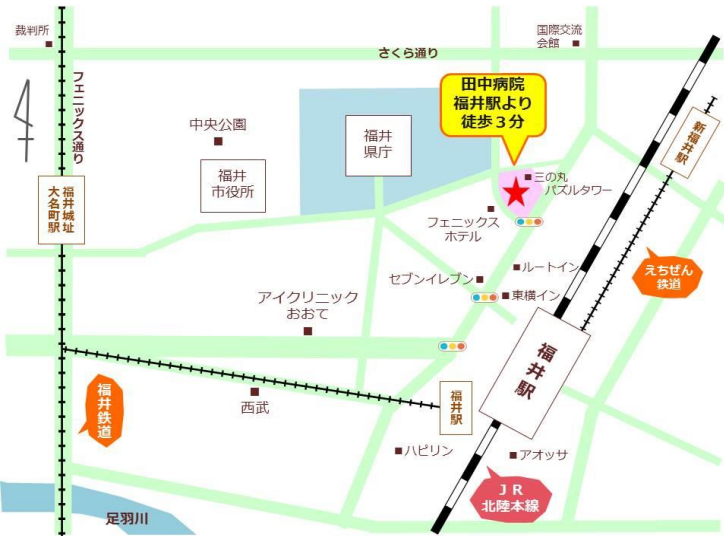 裁判所
国際交流
会館
さくら通り
フェニックス通り
田中病院
福井駅より
徒歩３分
中央公園
福井
県庁
新福井駅
福井
市役所
三の丸
パズルタワー
福井城址
大名町駅
フェニックス
ホテル
えちぜん
鉄道
ルートイン
セブンイレブン
東横イン
アイクリニック
おおて
福井駅
福井鉄道
西武
福井駅
ハピリン
アオッサ
ＪＲ
北陸本線
足羽川